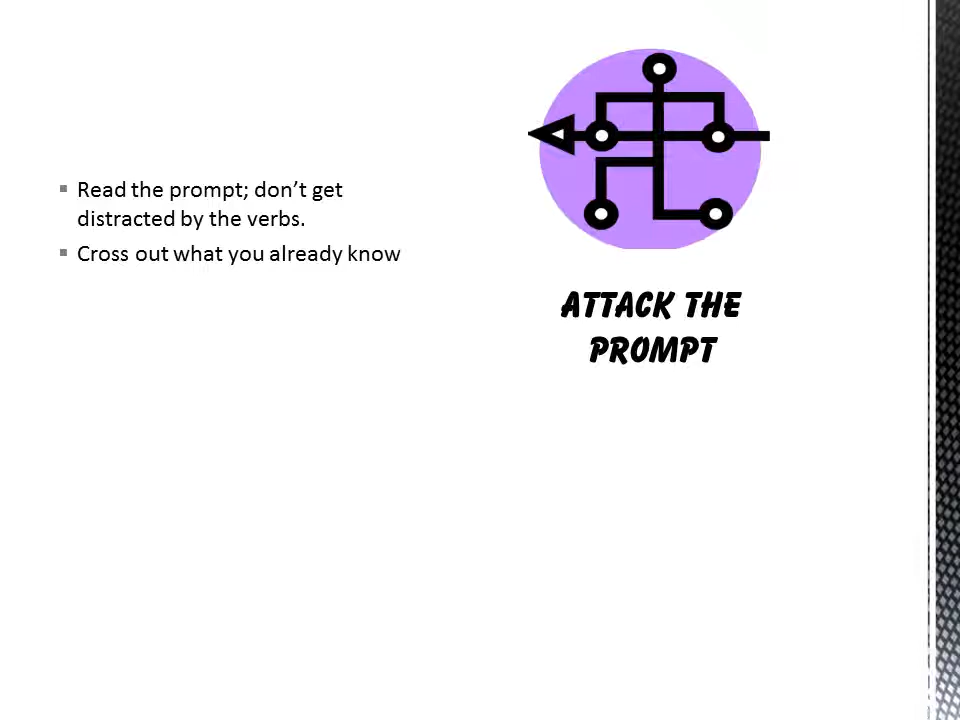 Read the prompt; don’t get
distracted by the verbs.
Cross out what you already know
ATTACK THE
PROMPT